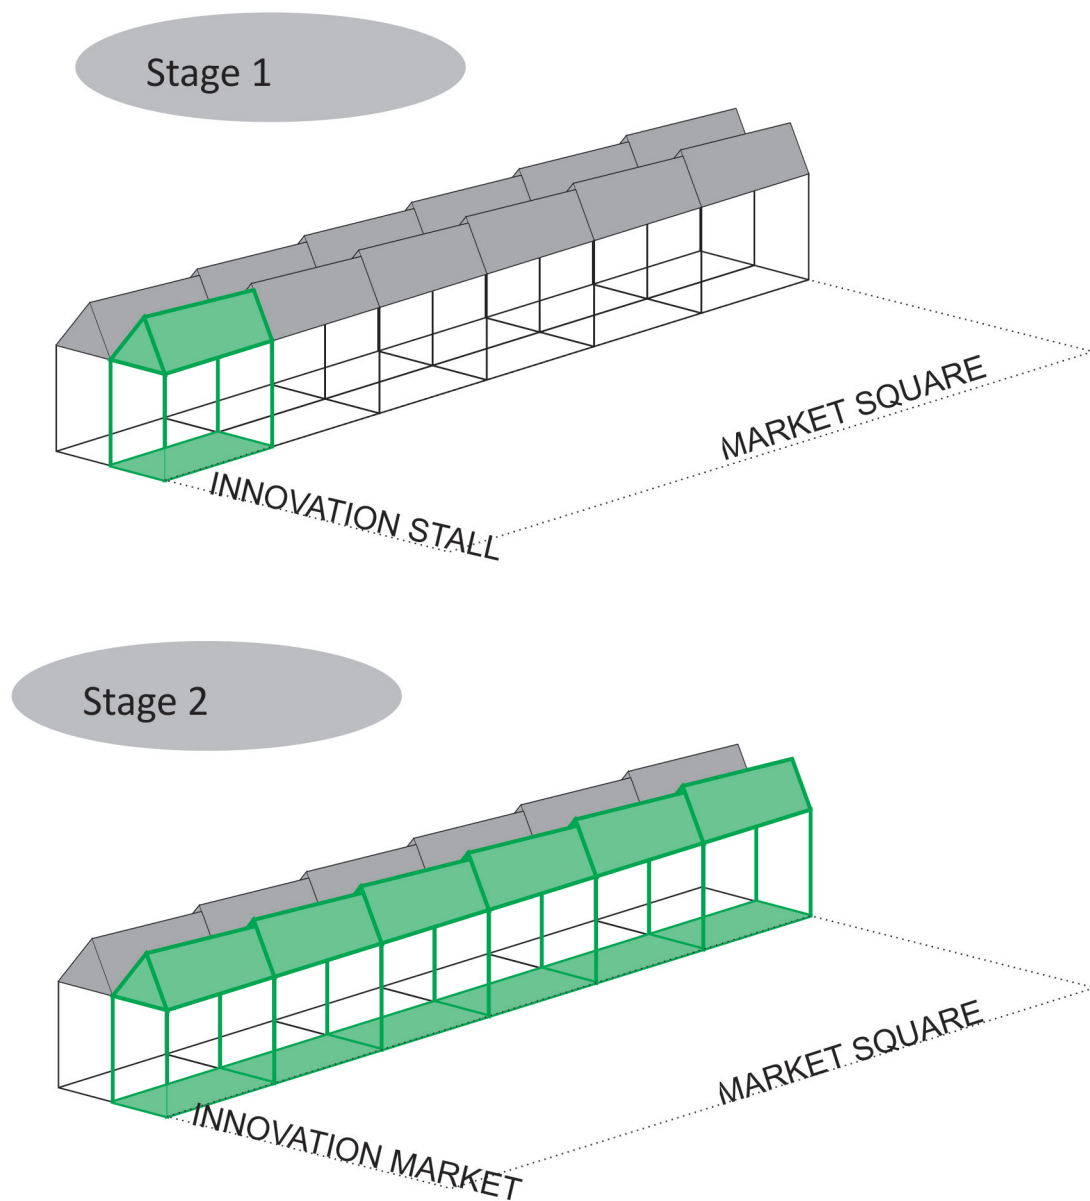 Stage 1
MARKET SQUARE
INNOVATION STALL
Stage 2
MARKET SQUARE
INNOVATION MARKET